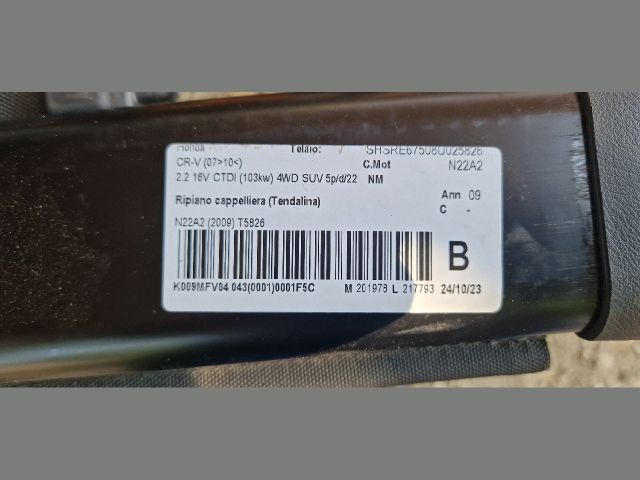 Honda Telaio: SHSRE67508U025826
CR-V (07>10<) C.Mot N22A2
2.2 16V CTDI (103kw) 4WD SUV 5p/d/22 NM
Ann 09
Ripiano cappelliera (Tendalina)
C -
N22A2 (2009) T5826
B
K009MFV04 043(0001)0001F5C M 201978 L 217793 24/10/23